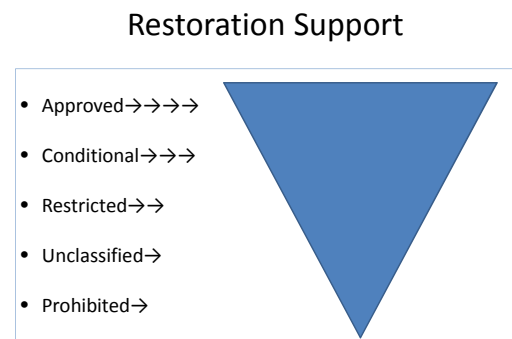 Restoration Support
• Approved→→→→
• Conditional→→→
• Restricted→→
• Unclassified→
• Prohibited→